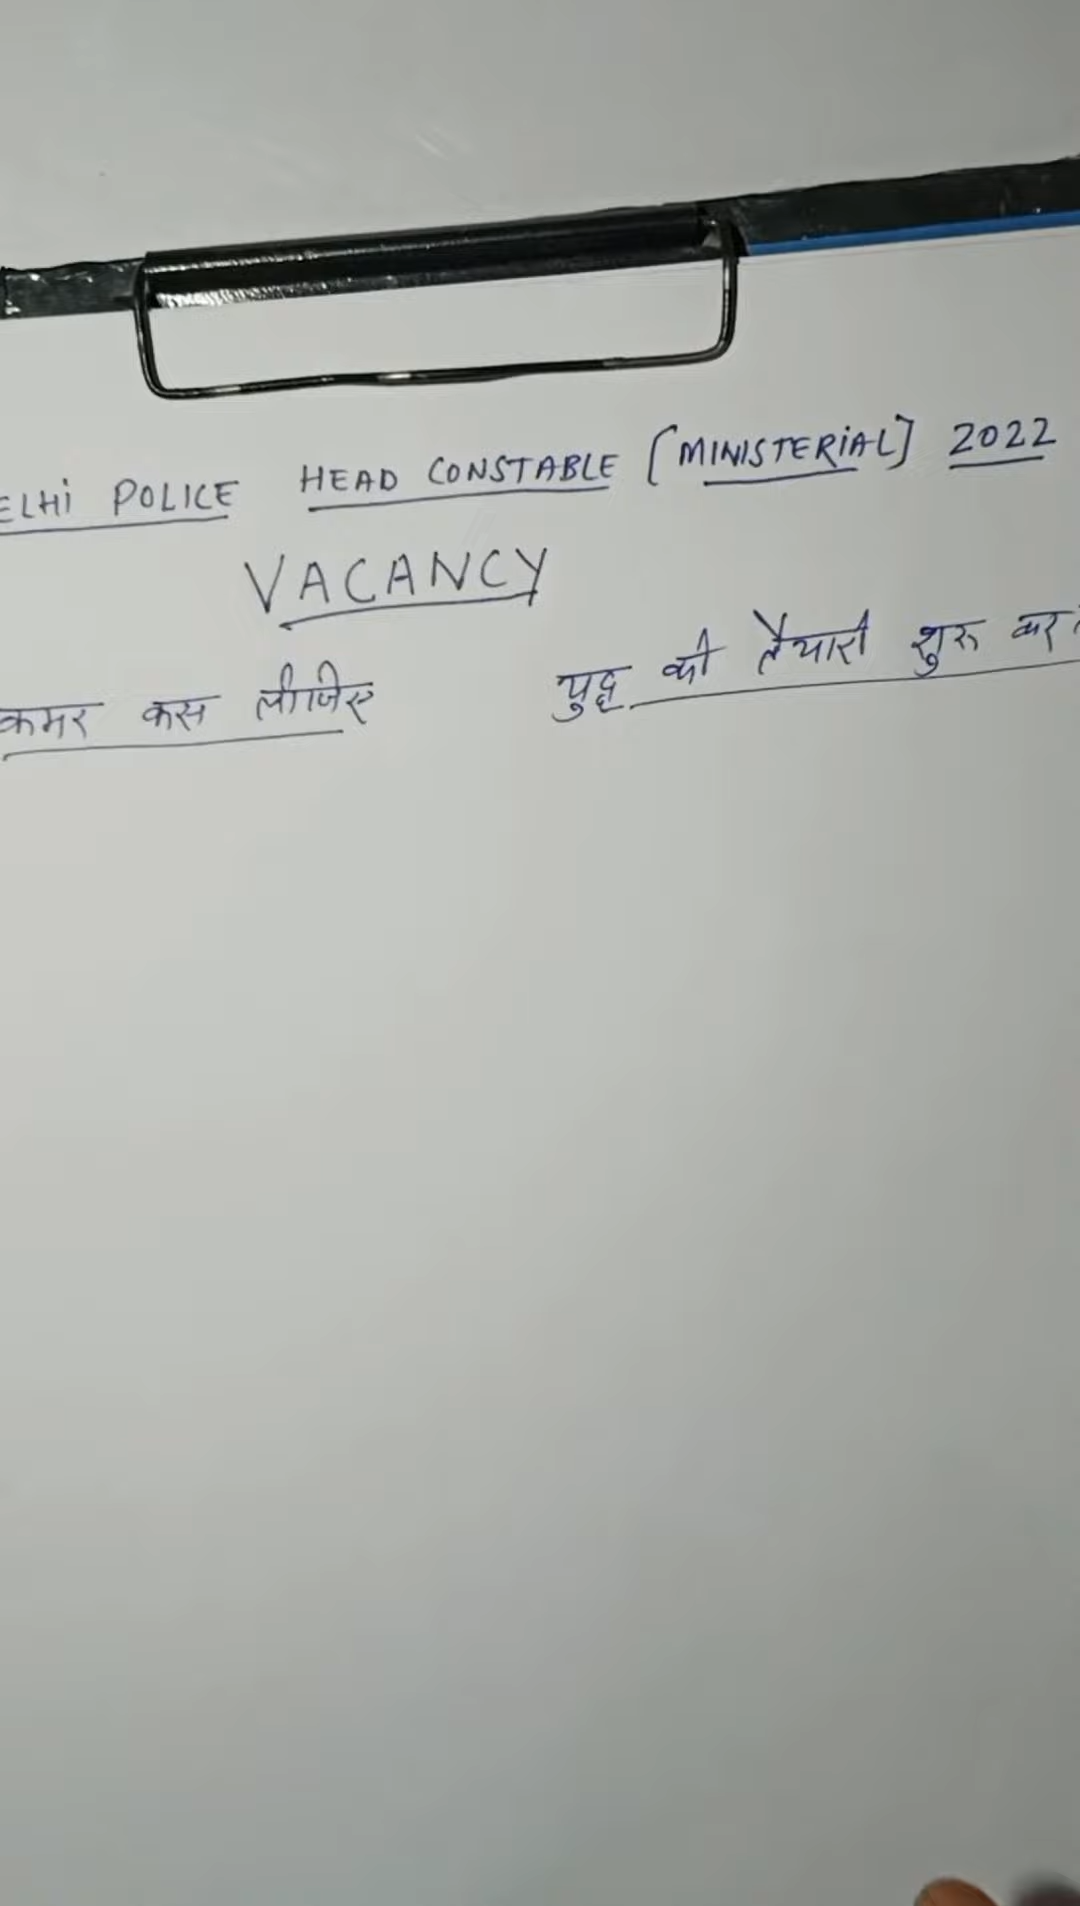 ELHI POLICE HEAD CONSTABLE [MINISTERIAL] 2022
VACANCY
कमर कस लीजिए युद्ध की तैयारी शुरू कर